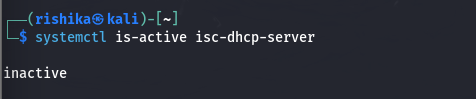 ┌──(rishika㉿kali)-[~]
└─$ systemctl is-active isc-dhcp-server
inactive